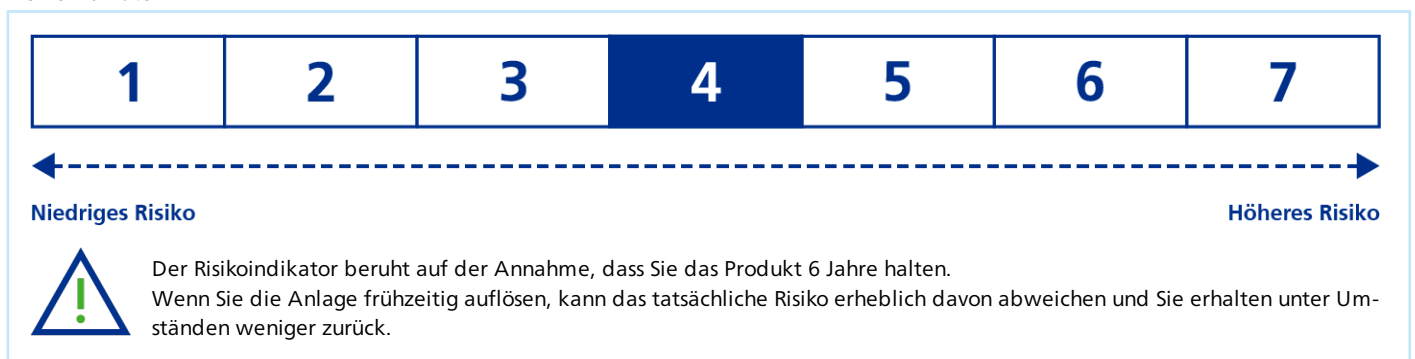 1 2 3 4 5 6 7
Niedriges Risiko Höheres Risiko
Der Risikoindikator beruht auf der Annahme, dass Sie das Produkt 6 Jahre halten.
Wenn Sie die Anlage frühzeitig auflösen, kann das tatsächliche Risiko erheblich davon abweichen und Sie erhalten unter Um-
ständen weniger zurück.